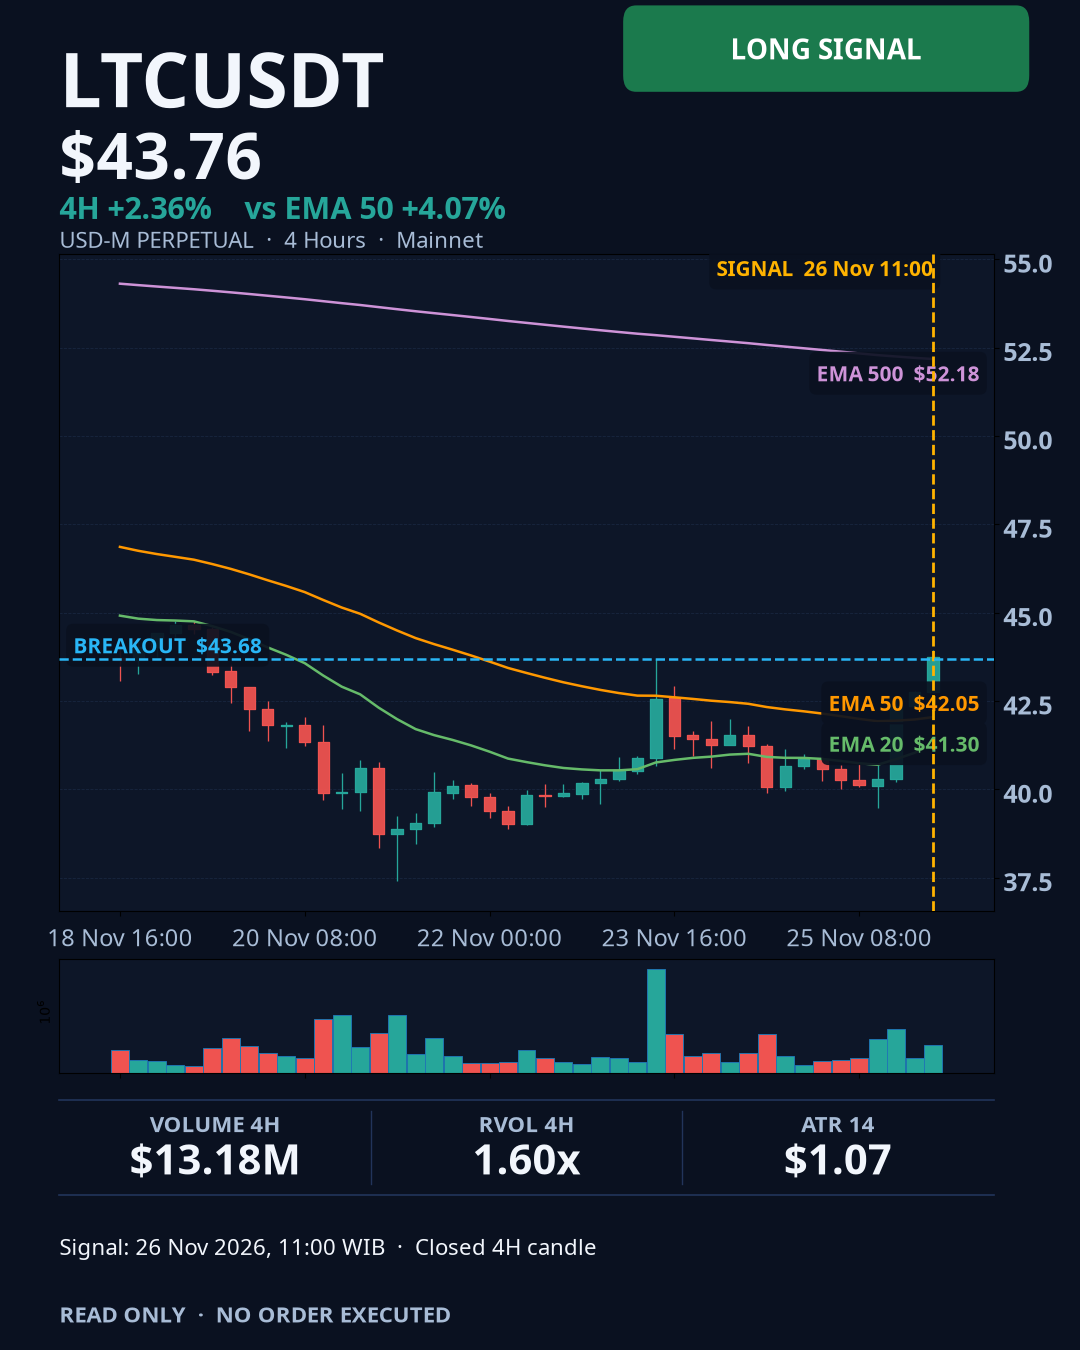 LONG SIGNAL
LTCUSDT
$43.76
4H +2.36% vs EMA 50 +4.07%
USD-M PERPETUAL · 4 Hours · Mainnet
SIGNAL 26 Nov 11:00
55.0
52.5
EMA 500 $52.18
50.0
47.5
45.0
BREAKOUT $43.68
42.5
EMA 50 $42.05
EMA 20 $41.30
40.0
37.5
18 Nov 16:00 20 Nov 08:00 22 Nov 00:00 23 Nov 16:00 25 Nov 08:00
10⁶
VOLUME 4H RVOL 4H ATR 14
$13.18M 1.60x $1.07
Signal: 26 Nov 2026, 11:00 WIB · Closed 4H candle
READ ONLY · NO ORDER EXECUTED